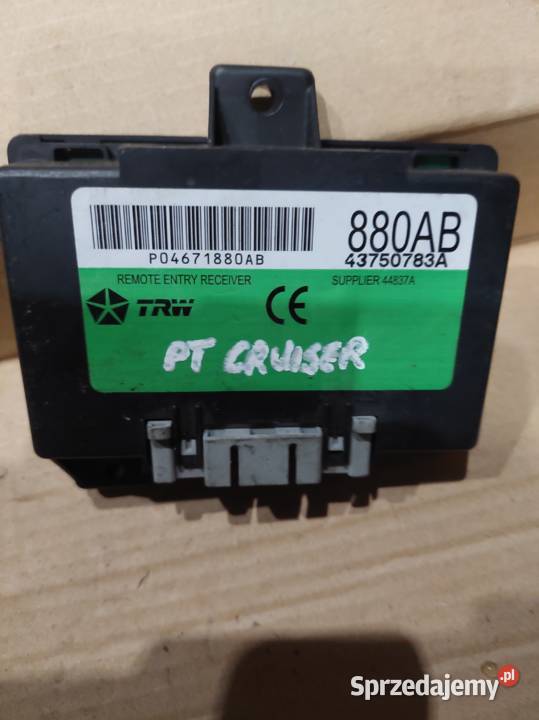 880AB
43750783A
P04671880AB
REMOTE ENTRY RECEIVER SUPPLIER 44837A
TRW CE
PT CRUISER
Sprzedajemy.pl